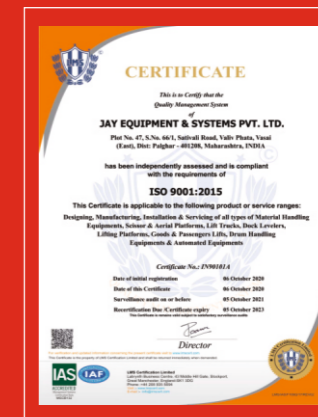 CERTIFICATE
This is to Certify that the
Quality Management System
of
JAY EQUIPMENT & SYSTEMS PVT. LTD.
Plot No. 47, S.No. 66/1, Sativali Road, Valiv Phata, Vasai
(East), Dist: Palghar - 401208, Maharashtra, INDIA
has been independently assessed and is compliant
with the requirements of
ISO 9001:2015
This Certificate is applicable to the following product or service ranges:
Designing, Manufacturing, Installation & Servicing of all types of Material Handling
Equipments, Scissor & Aerial Platforms, Lift Trucks, Dock Levelers,
Lifting Platforms, Goods & Passengers Lifts, Drum Handling
Equipments & Automated Equipments
Certificate No.: IN90101A
Date of initial registration 06 October 2020
Date of this Certificate 06 October 2020
Surveillance audit on or before 05 October 2021
Recertification Due /Certificate expiry 05 October 2023
Director
IAS
IAF